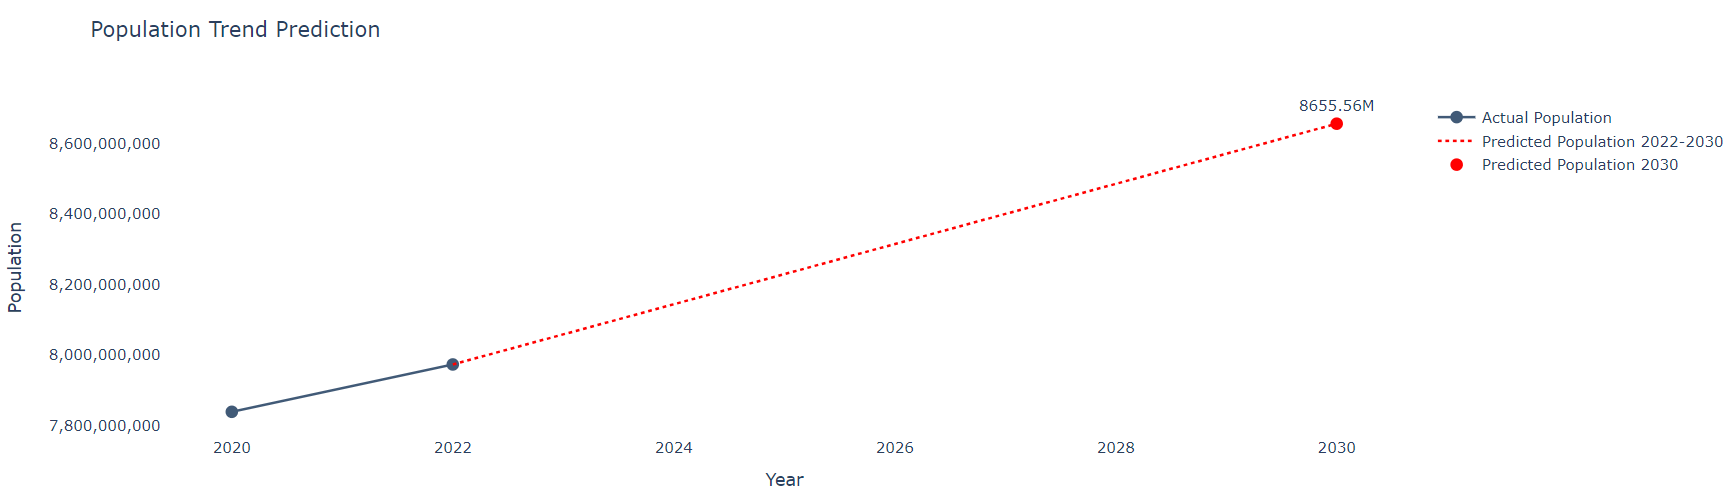 Population Trend Prediction
8655.56M
Actual Population
Predicted Population 2022-2030
Predicted Population 2030
8,600,000,000
8,400,000,000
8,200,000,000
8,000,000,000
7,800,000,000
Population
2020 2022 2024 2026 2028 2030
Year